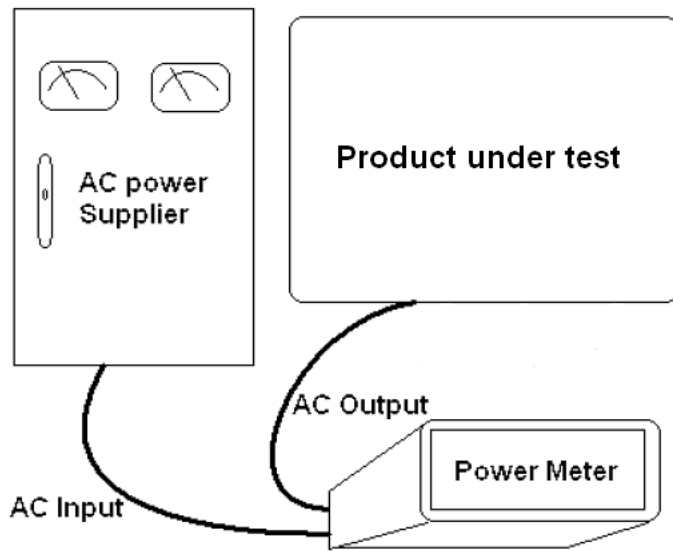 Product under test
AC power
Supplier
AC Output
Power Meter
AC Input